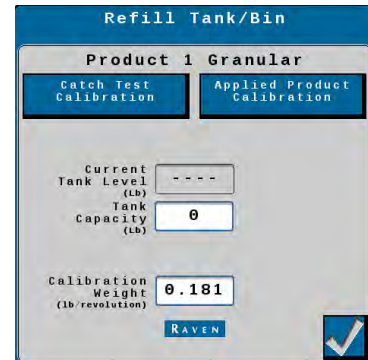 Refill Tank/Bin
Product 1 Granular
Catch Test
Calibration
Applied Product
Calibration
Current
Tank Level
(Lb)
----
Tank
Capacity
(Lb)
0
Calibration
Weight
(lb/revolution)
0.181
RAVEN